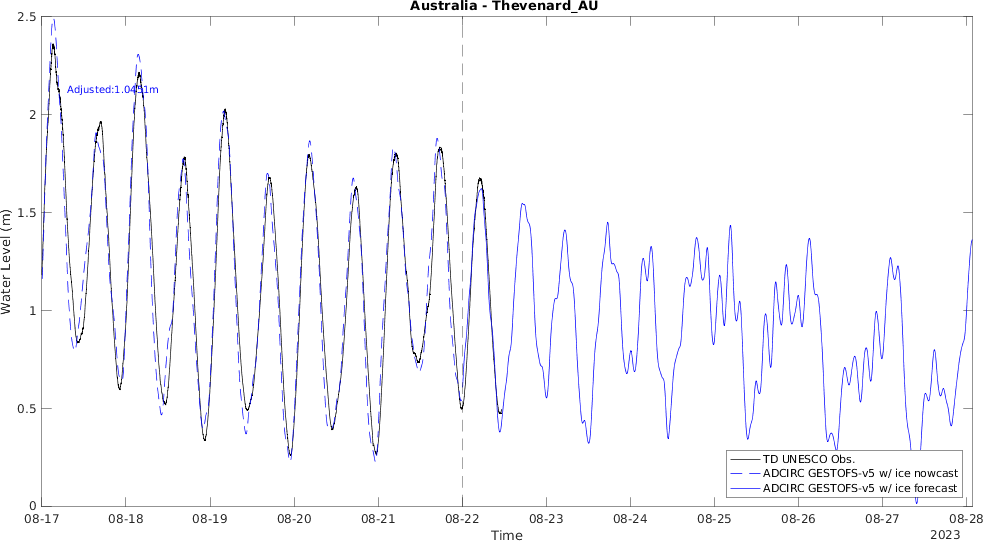 Australia - Thevenard_AU
2.5
2
1.5
1
0.5
0
Water Level (m)
Adjusted:1.0451m
08-17 08-18 08-19 08-20 08-21 08-22 08-23 08-24 08-25 08-26 08-27 08-28
Time
2023
TD UNESCO Obs.
ADCIRC GESTOFS-v5 w/ ice nowcast
ADCIRC GESTOFS-v5 w/ ice forecast